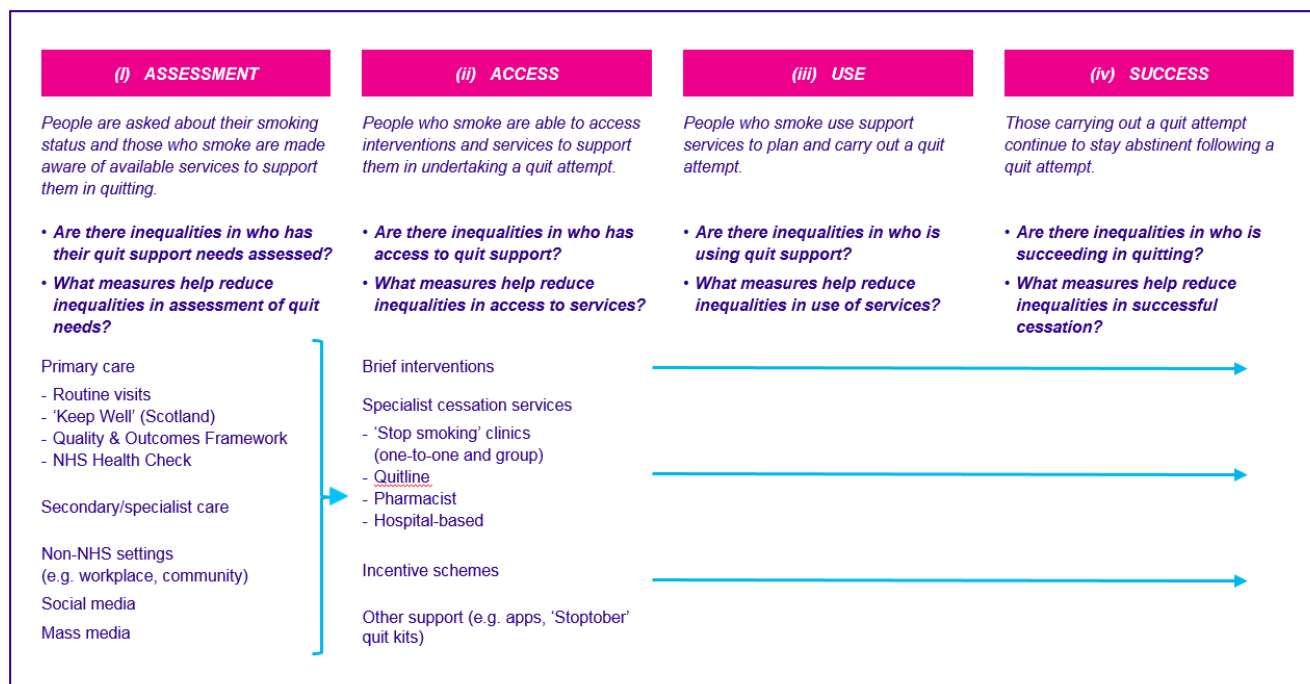 (I) ASSESSMENT
People are asked about their smoking
status and those who smoke are made
aware of available services to support
them in quitting.
• Are there inequalities in who has
their quit support needs assessed?
• What measures help reduce
inequalities in assessment of quit
needs?
Primary care
- Routine visits
- ‘Keep Well’ (Scotland)
- Quality & Outcomes Framework
- NHS Health Check
Secondary/specialist care
Non-NHS settings
(e.g. workplace, community)
Social media
Mass media
(ii) ACCESS
People who smoke are able to access
interventions and services to support
them in undertaking a quit attempt.
• Are there inequalities in who has
access to quit support?
• What measures help reduce
inequalities in access to services?
Brief interventions
Specialist cessation services
- ‘Stop smoking’ clinics
(one-to-one and group)
- Quitline
- Pharmacist
- Hospital-based
Incentive schemes
Other support (e.g. apps, ‘Stoptober’
quit kits)
(iii) USE
People who smoke use support
services to plan and carry out a quit
attempt.
• Are there inequalities in who is
using quit support?
• What measures help reduce
inequalities in use of services?
(iv) SUCCESS
Those carrying out a quit attempt
continue to stay abstinent following a
quit attempt.
• Are there inequalities in who is
succeeding in quitting?
• What measures help reduce
inequalities in successful
cessation?